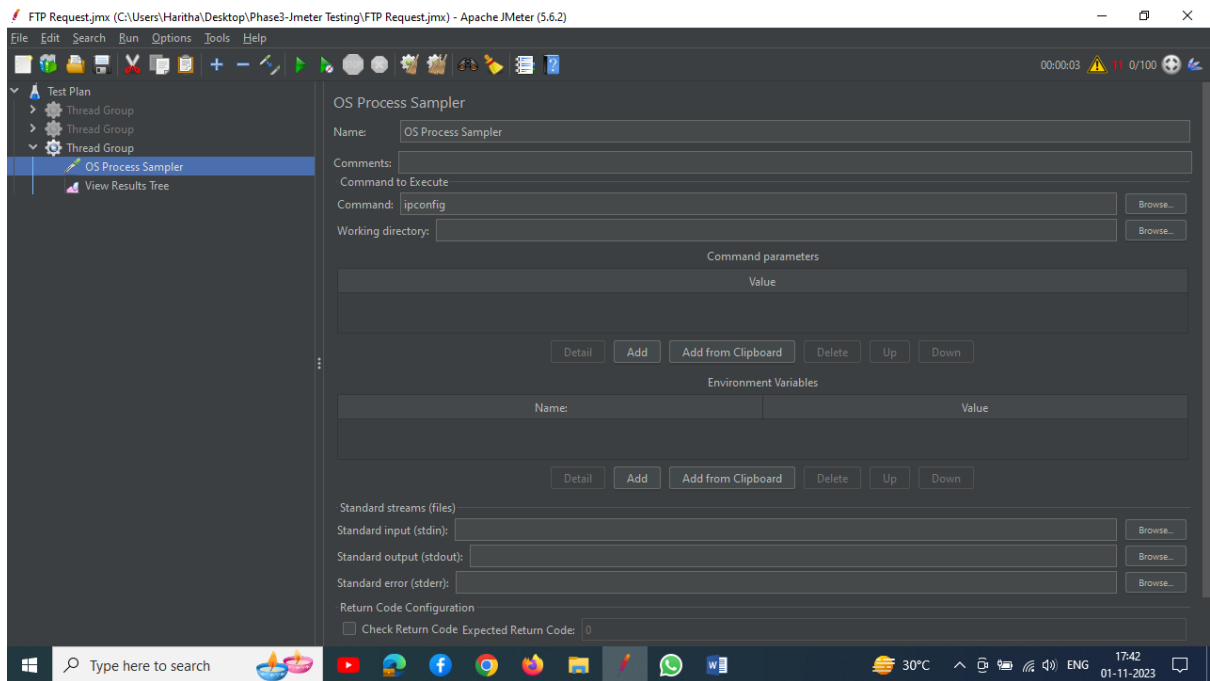 FTP Request.jmx (C:\Users\Haritha\Desktop\Phase3-Jmeter Testing\FTP Request.jmx) - Apache JMeter (5.6.2)
File Edit Search Run Options Tools Help
00:00:03 11 0/100
Test Plan
Thread Group
Thread Group
Thread Group
OS Process Sampler
View Results Tree
OS Process Sampler
Name: OS Process Sampler
Comments:
Command to Execute
Command: ipconfig Browse...
Working directory: Browse...
Command parameters
Value
Detail Add Add from Clipboard Delete Up Down
Environment Variables
Name: Value
Detail Add Add from Clipboard Delete Up Down
Standard streams (files)
Standard input (stdin): Browse...
Standard output (stdout): Browse...
Standard error (stderr): Browse...
Return Code Configuration
Check Return Code Expected Return Code: 0
Type here to search
30°C ENG 17:42
01-11-2023